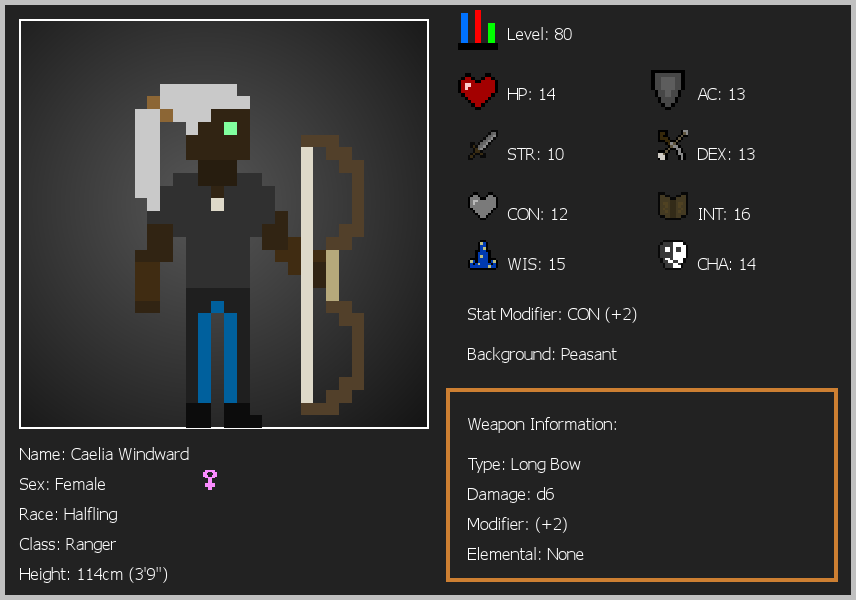 Level: 80
HP: 14
AC: 13
STR: 10
DEX: 13
CON: 12
INT: 16
WIS: 15
CHA: 14
Stat Modifier: CON (+2)
Background: Peasant
Weapon Information:
Type: Long Bow
Damage: d6
Modifier: (+2)
Elemental: None
Name: Caelia Windward
Sex: Female
Race: Halfling
Class: Ranger
Height: 114cm (3'9")